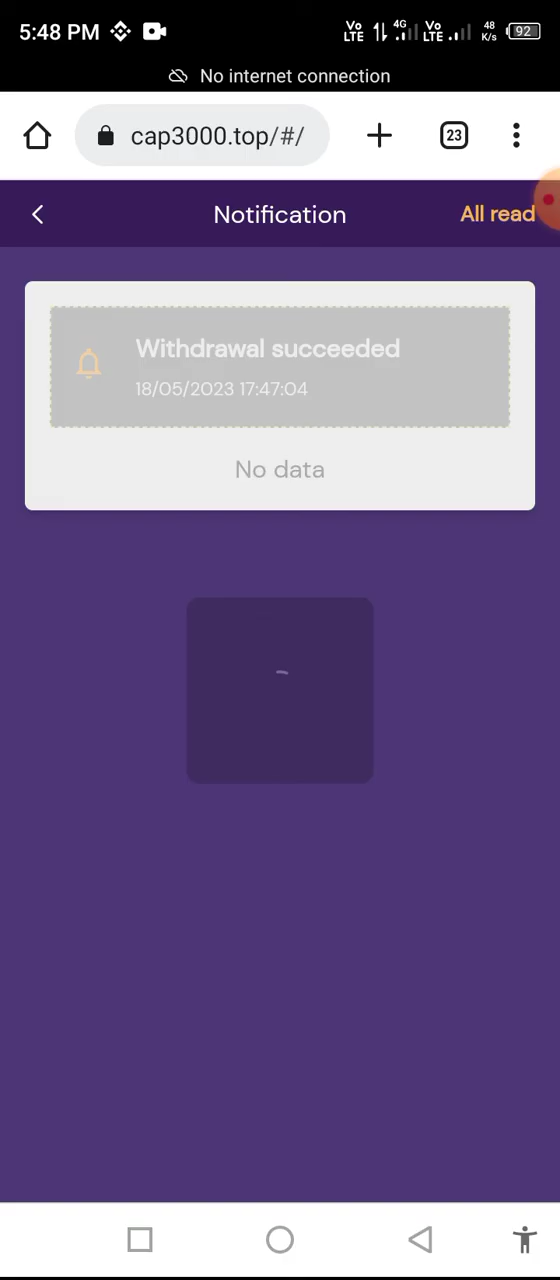 5:48 PM Vo LTE 4G Vo LTE 48 K/s 92
No internet connection
cap3000.top/#/ 23
Notification All read
Withdrawal succeeded
18/05/2023 17:47:04
No data